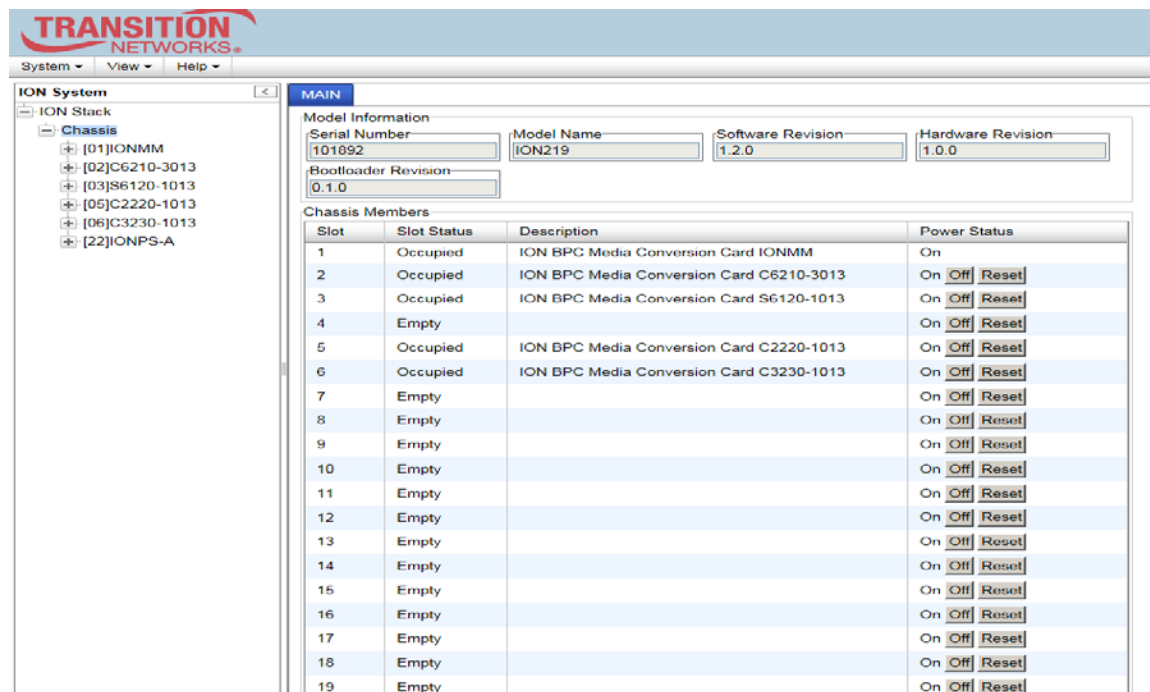 TRANSITION
NETWORKS®
System View Help
ION System <
ION Stack
Chassis
[01]IONMM
[02]C6210-3013
[03]S6120-1013
[05]C2220-1013
[06]C3230-1013
[22]IONPS-A
MAIN
Model Information
Serial Number Model Name Software Revision Hardware Revision
101892 ION219 1.2.0 1.0.0
Bootloader Revision
0.1.0
Chassis Members
Slot Slot Status Description Power Status
1 Occupied ION BPC Media Conversion Card IONMM On
2 Occupied ION BPC Media Conversion Card C6210-3013 On Off Reset
3 Occupied ION BPC Media Conversion Card S6120-1013 On Off Reset
4 Empty On Off Reset
5 Occupied ION BPC Media Conversion Card C2220-1013 On Off Reset
6 Occupied ION BPC Media Conversion Card C3230-1013 On Off Reset
7 Empty On Off Reset
8 Empty On Off Reset
9 Empty On Off Reset
10 Empty On Off Reset
11 Empty On Off Reset
12 Empty On Off Reset
13 Empty On Off Reset
14 Empty On Off Reset
15 Empty On Off Reset
16 Empty On Off Reset
17 Empty On Off Reset
18 Empty On Off Reset
19 Empty On Off Reset